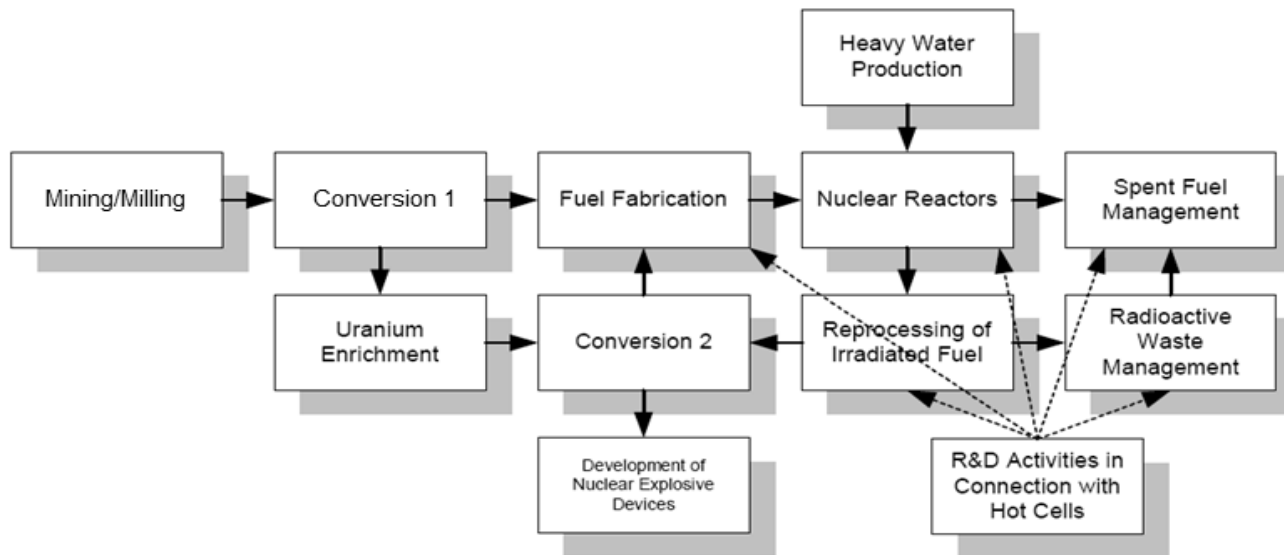 Heavy Water
Production
Mining/Milling
Conversion 1
Fuel Fabrication
Nuclear Reactors
Spent Fuel
Management
Uranium
Enrichment
Conversion 2
Reprocessing of
Irradiated Fuel
Radioactive
Waste
Management
Development of
Nuclear Explosive
Devices
R&D Activities in
Connection with
Hot Cells